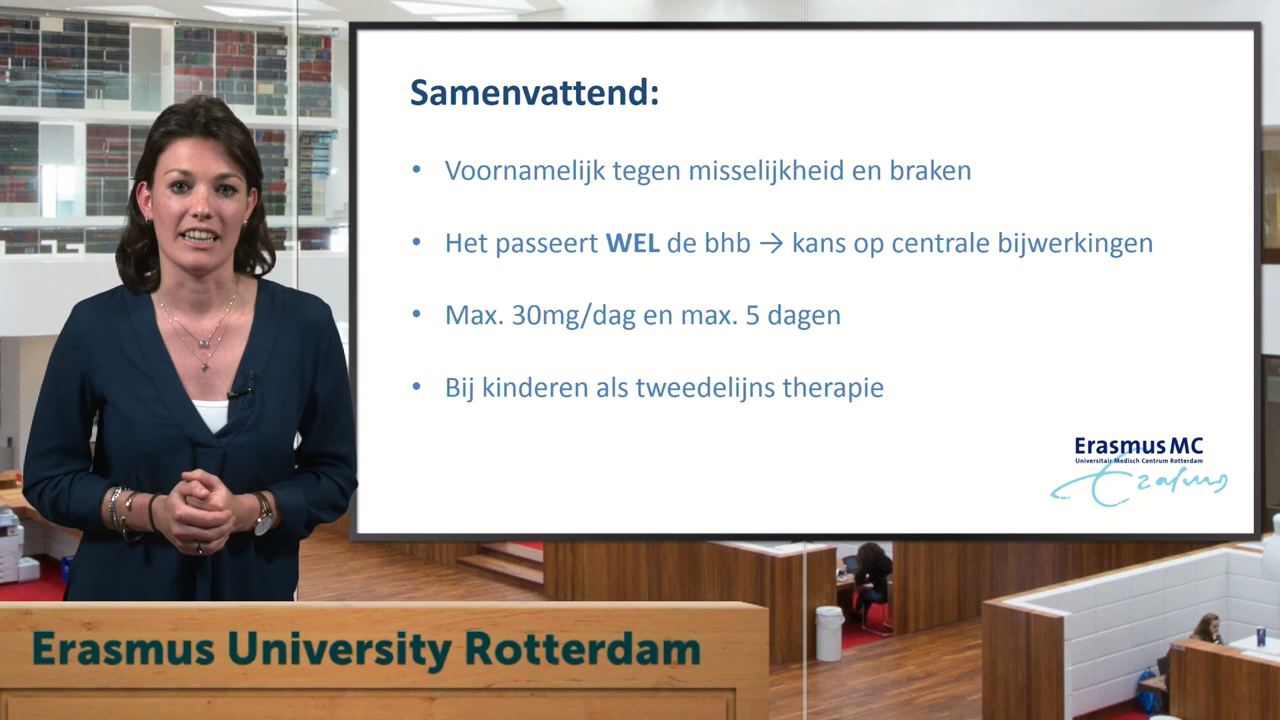 Samenvattend:
• Voornamelijk tegen misselijkheid en braken
• Het passeert WEL de bhb → kans op centrale bijwerkingen
• Max. 30mg/dag en max. 5 dagen
• Bij kinderen als tweedelijns therapie
Erasmus MC
Universitair Medisch Centrum Rotterdam
Erasmus
Erasmus University Rotterdam